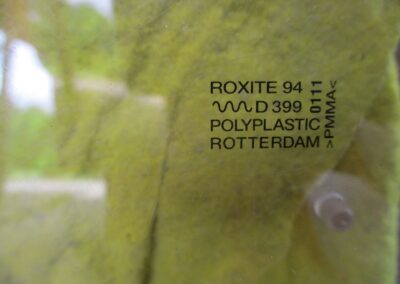 ROXITE 94
D 399
POLYPLASTIC
ROTTERDAM
0111
>PMMA<